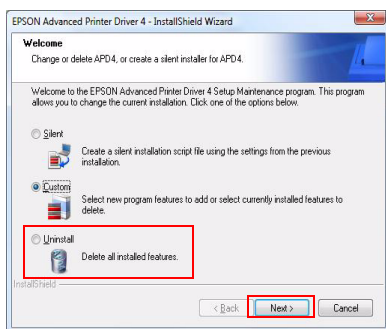 EPSON Advanced Printer Driver 4 - InstallShield Wizard
Welcome
Change or delete APD4, or create a silent installer for APD4.
Welcome to the EPSON Advanced Printer Driver 4 Setup Maintenance program. This program
allows you to change the current installation. Click one of the options below.
Silent
Create a silent installation script file using the settings from the previous
installation.
Custom
Select new program features to add or select currently installed features to
delete.
Uninstall
Delete all installed features.
InstallShield
< Back Next > Cancel